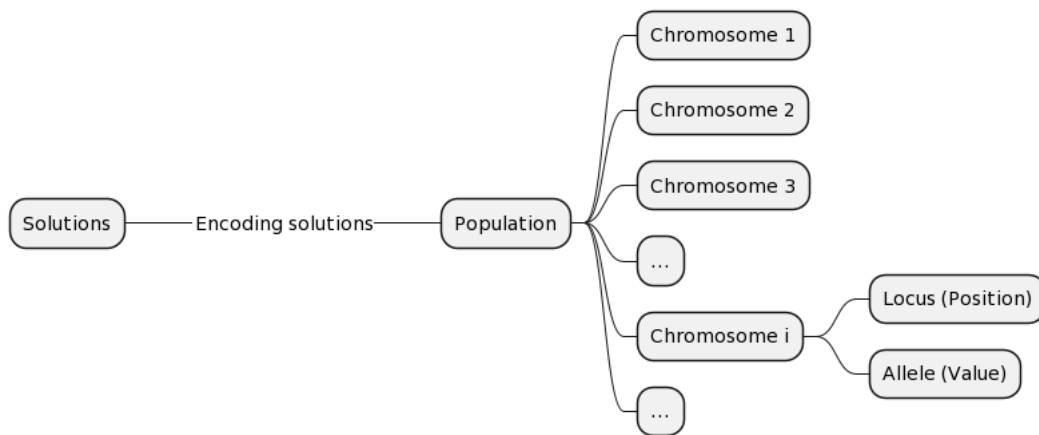 Solutions
Encoding solutions
Population
Chromosome 1
Chromosome 2
Chromosome 3
...
Chromosome i
Locus (Position)
Allele (Value)
...